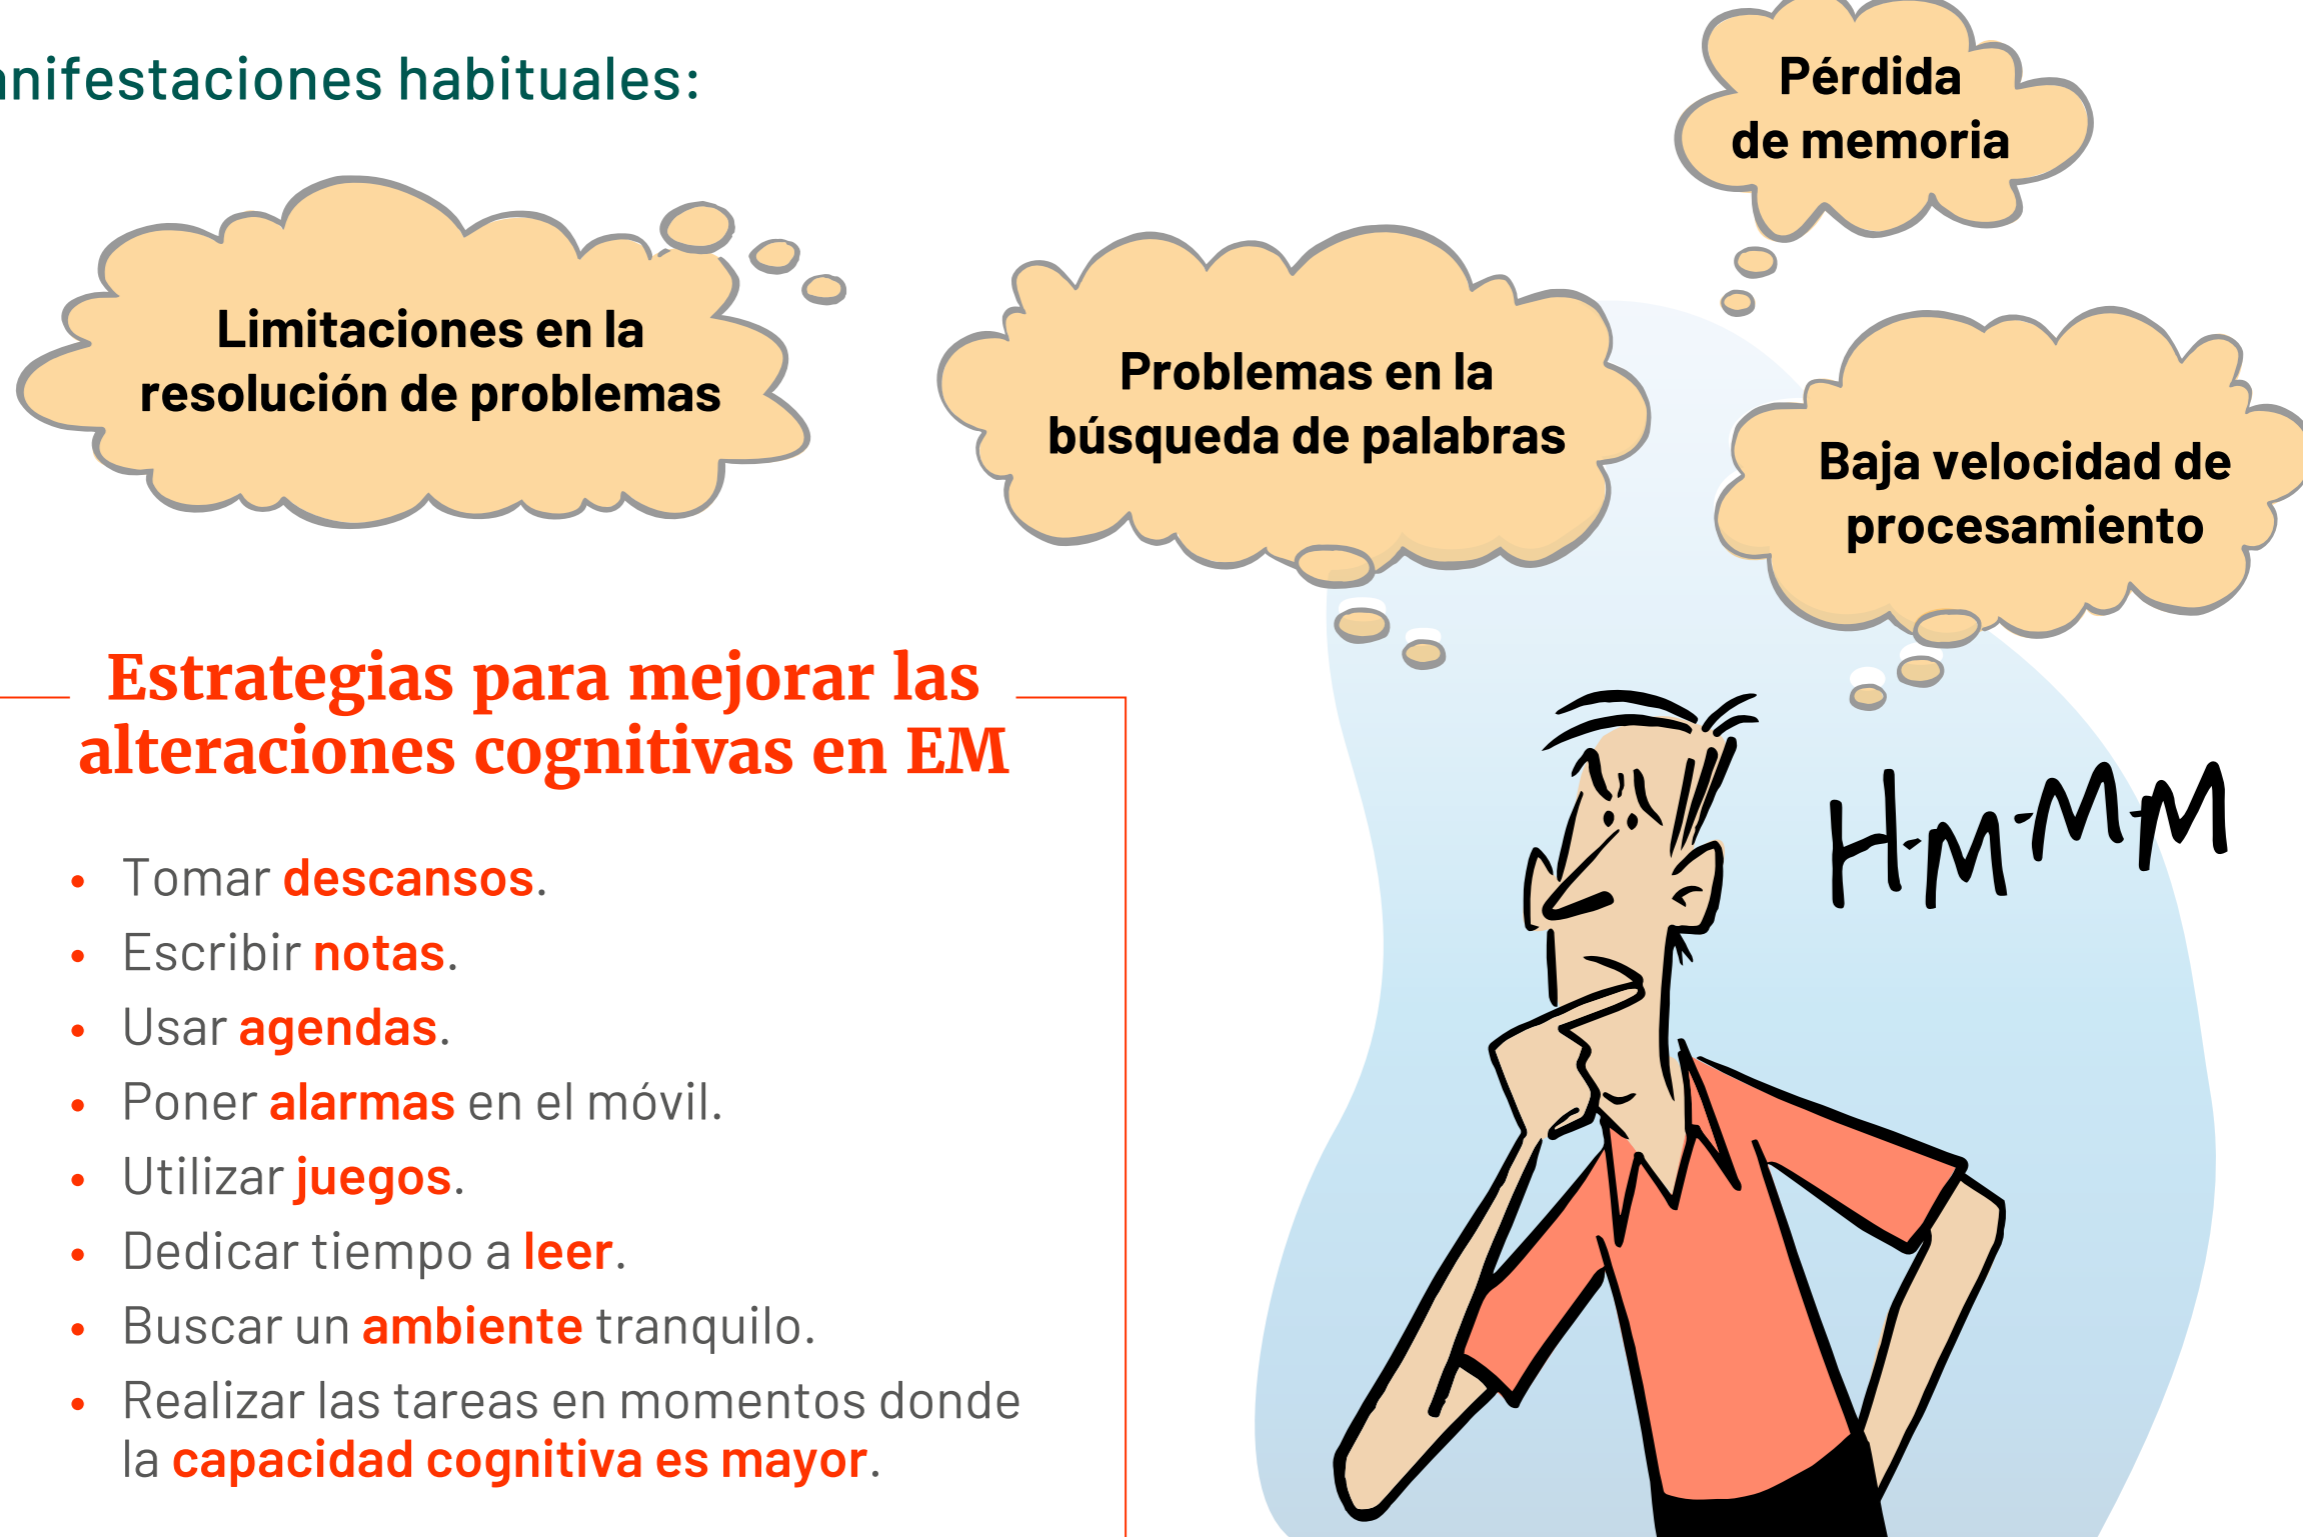 anifestaciones habituales:
Pérdida
de memoria
Limitaciones en la
resolución de problemas
Problemas en la
búsqueda de palabras
Baja velocidad de
procesamiento
Estrategias para mejorar las
alteraciones cognitivas en EM
• Tomar descansos.
• Escribir notas.
• Usar agendas.
• Poner alarmas en el móvil.
• Utilizar juegos.
• Dedicar tiempo a leer.
• Buscar un ambiente tranquilo.
• Realizar las tareas en momentos donde
la capacidad cognitiva es mayor.
H-M-M-M